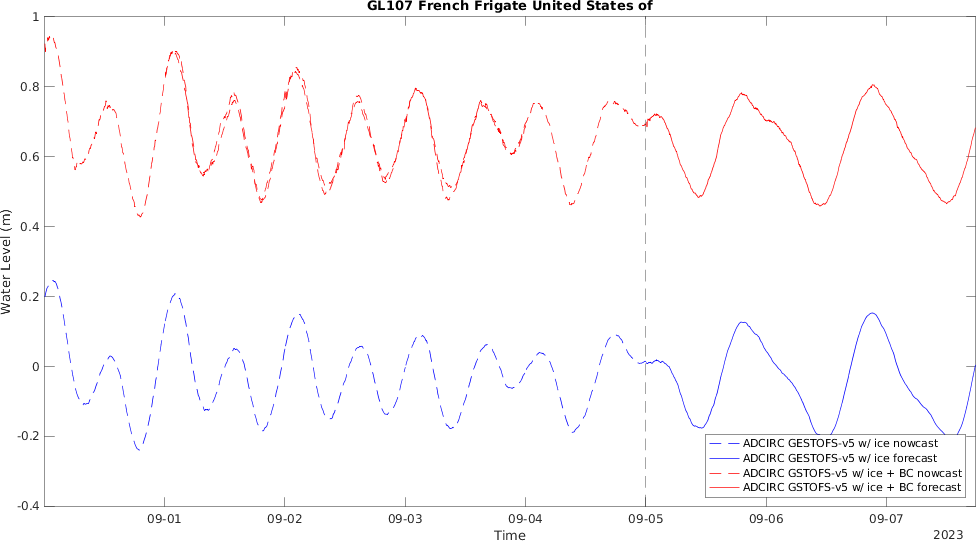 GL107 French Frigate United States of
Water Level (m)
1
0.8
0.6
0.4
0.2
0
-0.2
-0.4
ADCIRC GESTOFS-v5 w/ ice nowcast
ADCIRC GESTOFS-v5 w/ ice forecast
ADCIRC GSTOFS-v5 w/ ice + BC nowcast
ADCIRC GSTOFS-v5 w/ ice + BC forecast
09-01 09-02 09-03 09-04 09-05 09-06 09-07
Time
2023